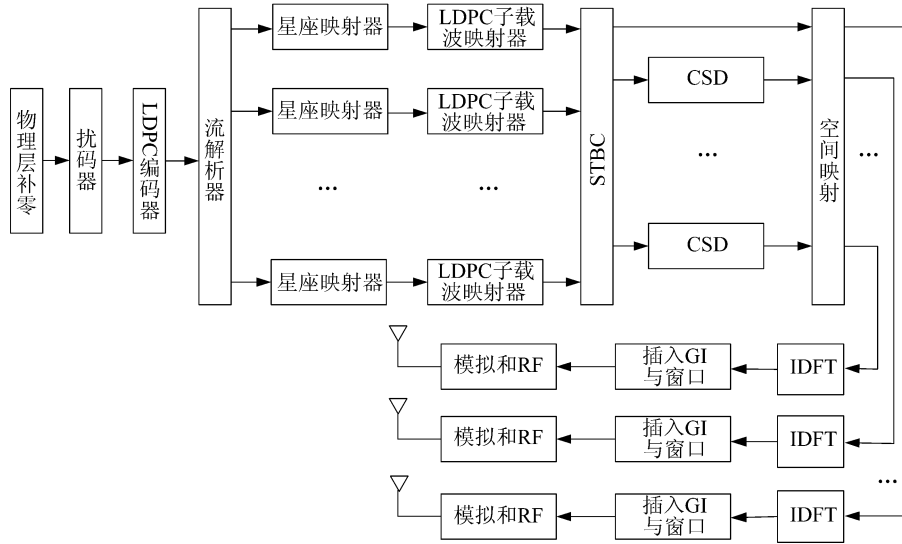 物理层补零
扰码器
LDPC编码器
流解析器
星座映射器
LDPC子载
波映射器
星座映射器
LDPC子载
波映射器
...
...
星座映射器
LDPC子载
波映射器
STBC
CSD
...
CSD
空间映射
...
模拟和RF
插入GI
与窗口
IDFT
模拟和RF
插入GI
与窗口
IDFT
...
模拟和RF
插入GI
与窗口
IDFT